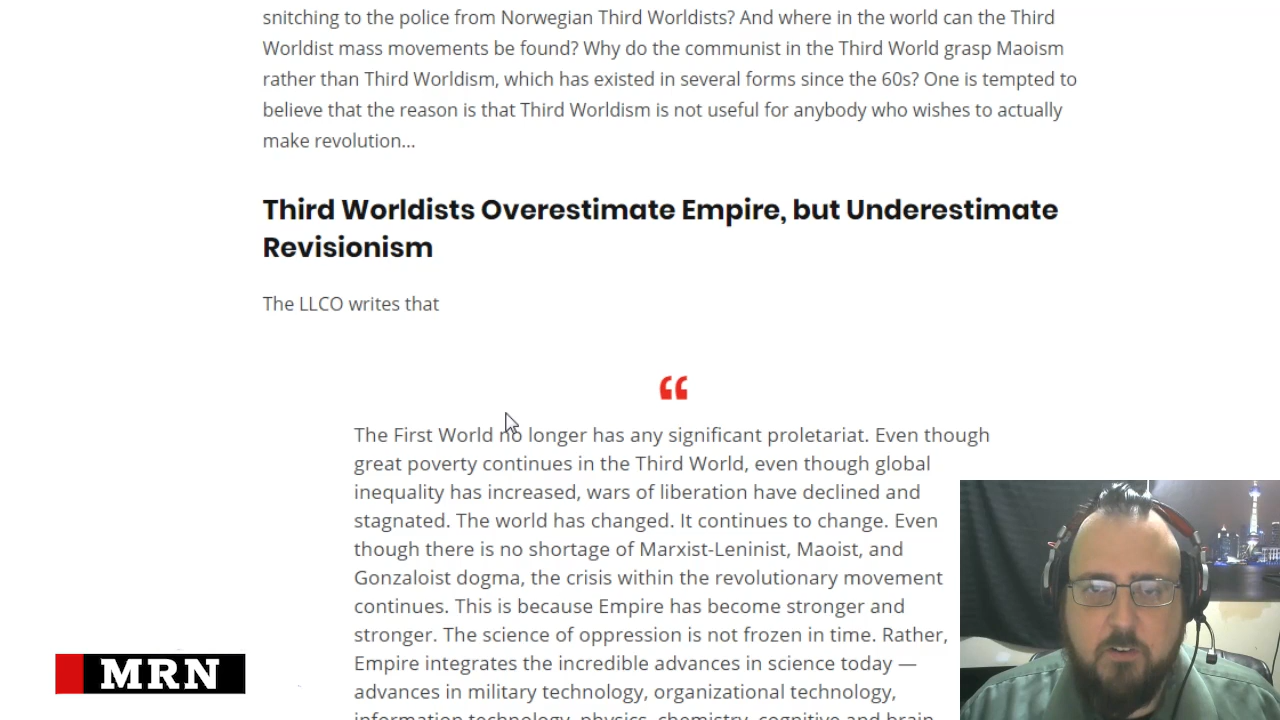 snitching to the police from Norwegian Third Worldists? And where in the world can the Third
Worldist mass movements be found? Why do the communist in the Third World grasp Maoism
rather than Third Worldism, which has existed in several forms since the 60s? One is tempted to
believe that the reason is that Third Worldism is not useful for anybody who wishes to actually
make revolution...
Third Worldists Overestimate Empire, but Underestimate
Revisionism
The LLCO writes that
“
The First World no longer has any significant proletariat. Even though
great poverty continues in the Third World, even though global
inequality has increased, wars of liberation have declined and
stagnated. The world has changed. It continues to change. Even
though there is no shortage of Marxist-Leninist, Maoist, and
Gonzaloist dogma, the crisis within the revolutionary movement
continues. This is because Empire has become stronger and
stronger. The science of oppression is not frozen in time. Rather,
Empire integrates the incredible advances in science today —
advances in military technology, organizational technology,
information technology, physics, chemistry, cognitive and brain
MRN